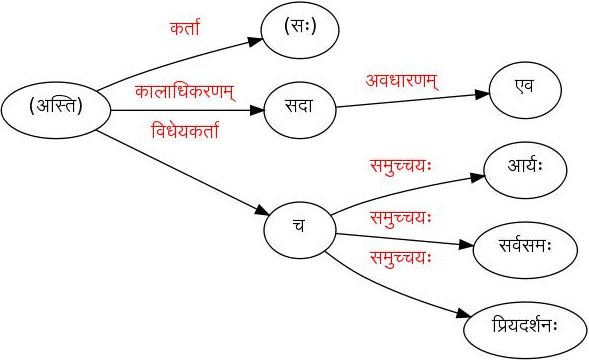 कर्ता
(सः)
(अस्ति)
कालाधिकरणम्
सदा
अवधारणम्
एव
विधेयकर्ता
च
समुच्चयः
आर्यः
समुच्चयः
सर्वसमः
समुच्चयः
प्रियदर्शनः